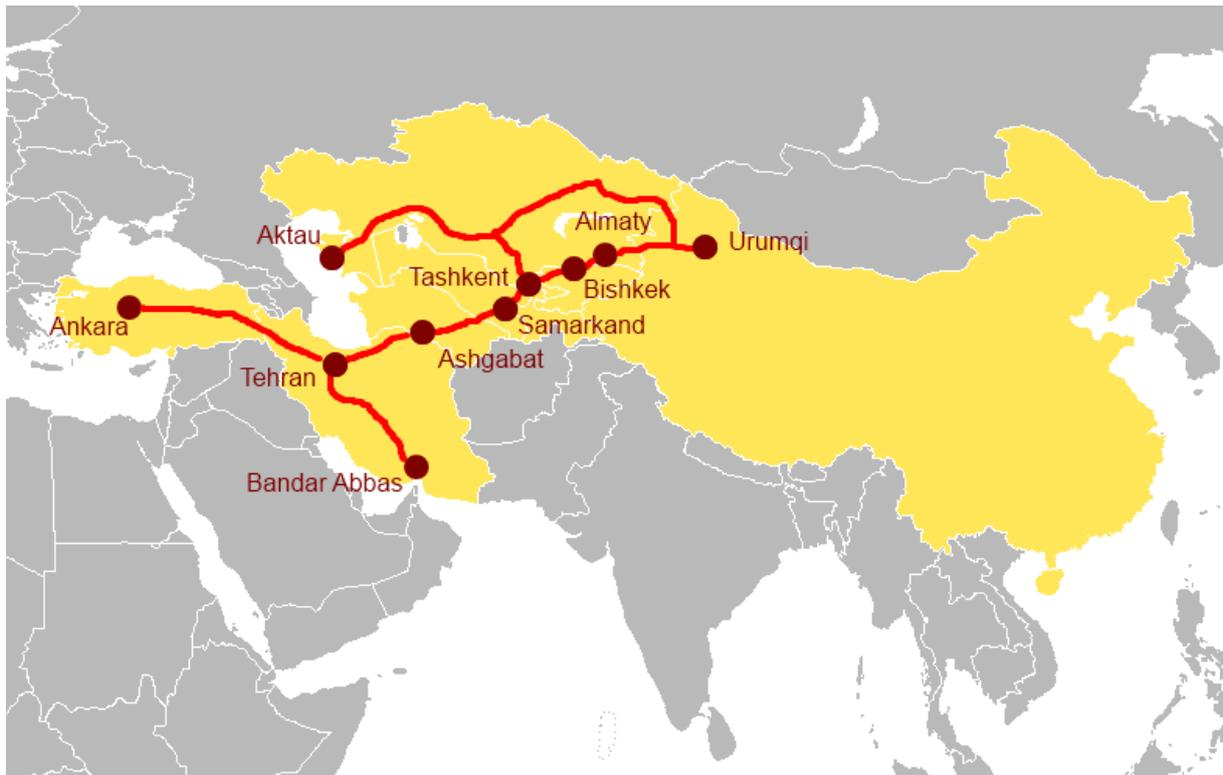 Almaty
Aktau
Urumqi
Tashkent
Bishkek
Ankara
Samarkand
Ashgabat
Tehran
Bandar Abbas